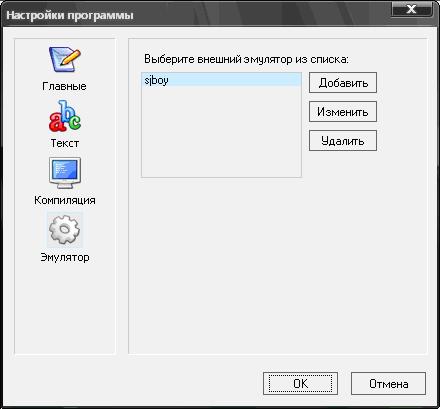 Настройки программы
Главные
Текст
Компиляция
Эмулятор
Выберите внешний эмулятор из списка:
sjboy
Добавить
Изменить
Удалить
OK
Отмена